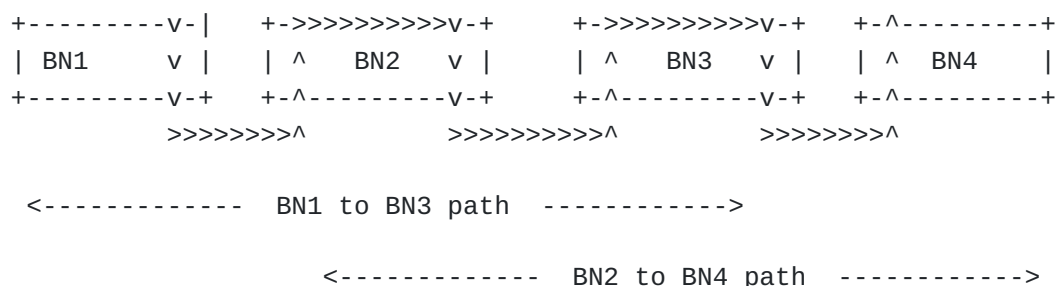 +---------v-|   +->>>>>>>>>>v-+     +->>>>>>>>>>v-+   +-^---------+
| BN1     v |   | ^   BN2   v |     | ^   BN3   v |   | ^  BN4    |
+---------v-+   +-^---------v-+     +-^---------v-+   +-^---------+
          >>>>>>>>^         >>>>>>>>>>^         >>>>>>>>^
<-------------  BN1 to BN3 path  ------------>
<-------------  BN2 to BN4 path  ------------>